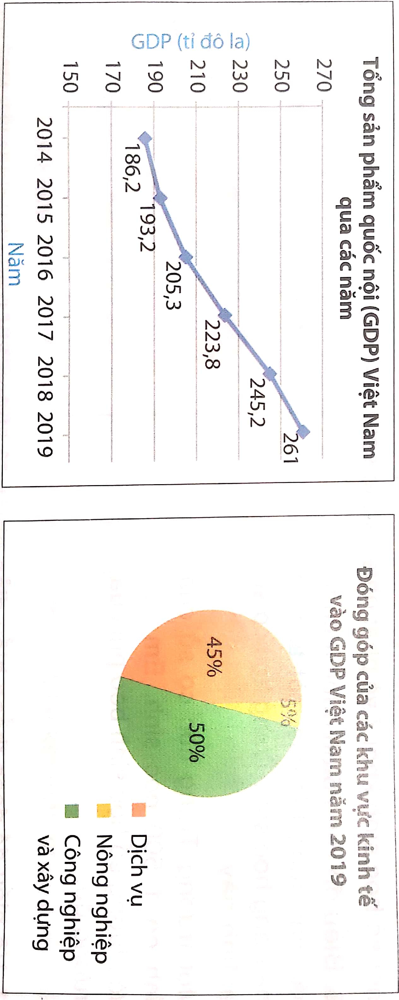 Tổng sản phẩm quốc nội (GDP) Việt Nam
qua các năm
GDP (tỉ đô la)
270
250
230
210
190
170
150
186,2
193,2
205,3
223,8
245,2
261
2014 2015 2016 2017 2018 2019
Năm
Đóng góp của các khu vực kinh tế
vào GDP Việt Nam năm 2019
5%
45%
50%
Dịch vụ
Nông nghiệp
Công nghiệp
và xây dựng